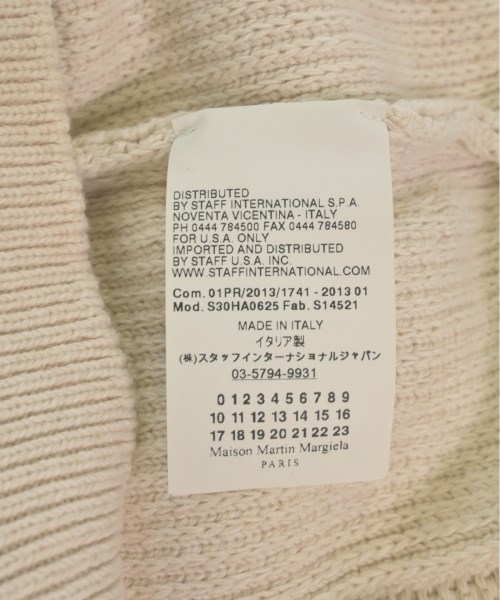 DISTRIBUTED
BY STAFF INTERNATIONAL S.P.A.
NOVENTA VICENTINA - ITALY
PH 0444 784500 FAX 0444 784580
FOR U.S.A. ONLY
IMPORTED AND DISTRIBUTED
BY STAFF U.S.A. INC.
WWW.STAFFINTERNATIONAL.COM
Com. 01PR/2013/1741 - 2013 01
Mod. S30HA0625 Fab. S14521
MADE IN ITALY
イタリア製
(株)スタッフインターナショナルジャパン
03-5794-9931
0 1 2 3 4 5 6 7 8 9
10 11 12 13 14 15 16
17 18 19 20 21 22 23
Maison Martin Margiela
PARIS